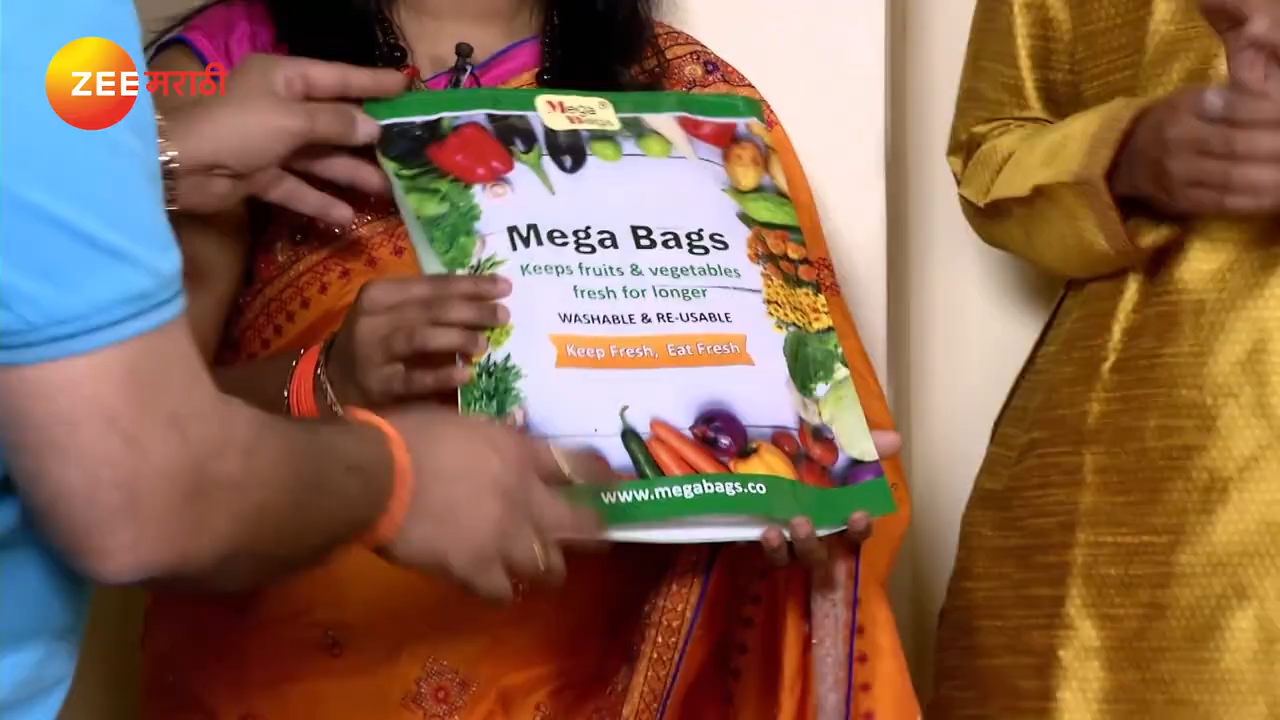 ZEE मराठी
Mega
Bags
Mega Bags
Keeps fruits & vegetables
fresh for longer
WASHABLE & RE-USABLE
Keep Fresh, Eat Fresh
www.megabags.co